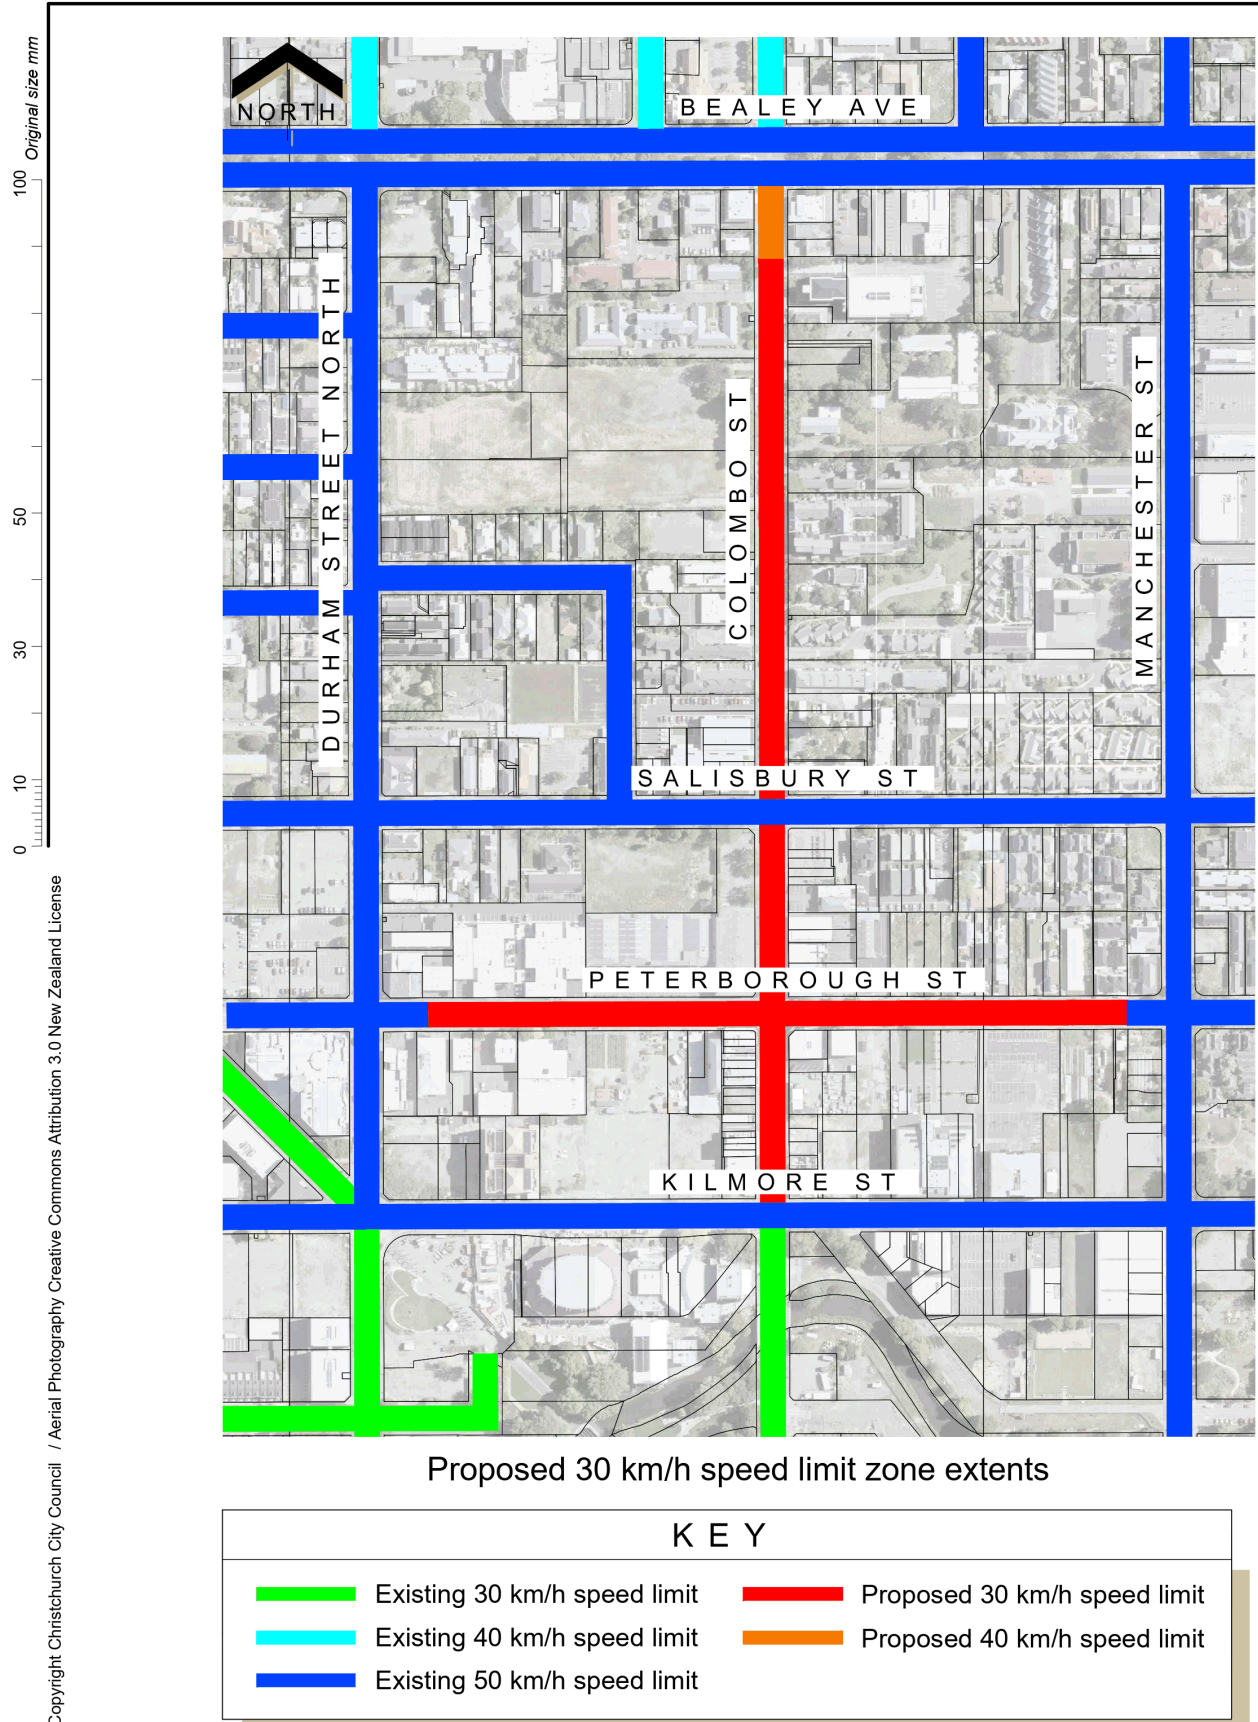 Original size mm
100
50
30
10
0
Copyright Christchurch City Council / Aerial Photography Creative Commons Attribution 3.0 New Zealand License
NORTH
BEALEY AVE
DURHAM STREET NORTH
COLOMBO ST
MANCHESTER ST
SALISBURY ST
PETERBOROUGH ST
KILMORE ST
Proposed 30 km/h speed limit zone extents
KEY
Existing 30 km/h speed limit
Proposed 30 km/h speed limit
Existing 40 km/h speed limit
Proposed 40 km/h speed limit
Existing 50 km/h speed limit